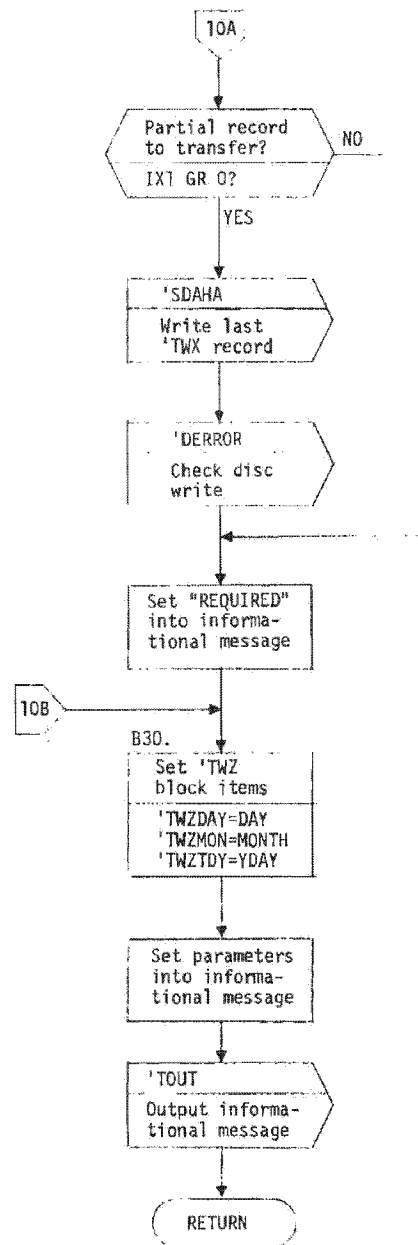 10A
Partial record
to transfer?
NO
IX1 GR 0?
YES
'SDAHA
Write last
'TWX record
'DERROR
Check disc
write
Set "REQUIRED"
into informa-
tional message
10B
B30.
Set 'TWZ
block items
'TWZDAY=DAY
'TWZMON=MONTH
'TWZTDY=YDAY
Set parameters
into informa-
tional message
'TOUT
Output informa-
tional message
RETURN